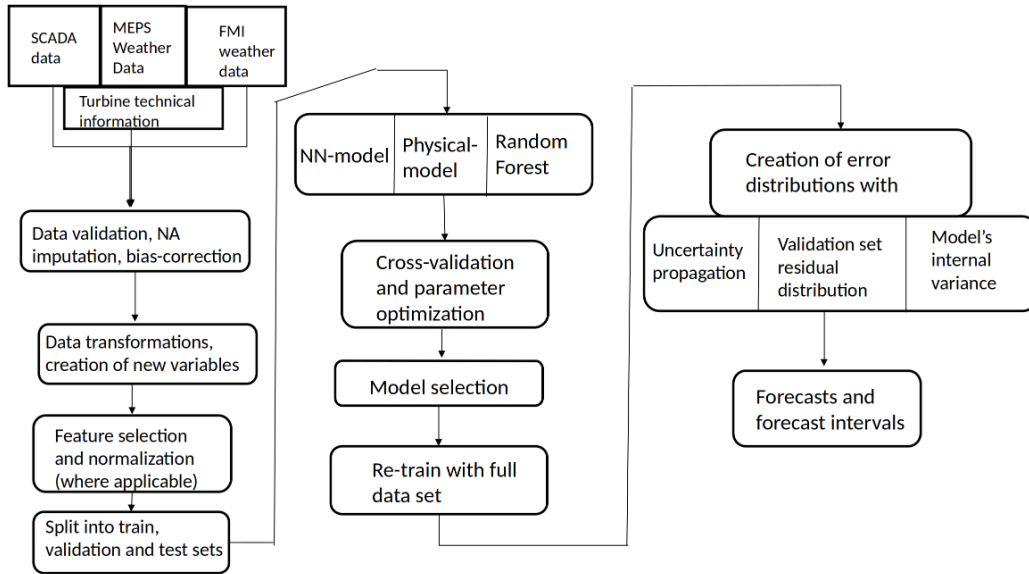 SCADA
data
MEPS
Weather
Data
FMI
weather
data
Turbine technical
information
Data validation, NA
imputation, bias-correction
Data transformations,
creation of new variables
Feature selection
and normalization
(where applicable)
Split into train,
validation and test sets
NN-model
Physical-
model
Random
Forest
Cross-validation
and parameter
optimization
Model selection
Re-train with full
data set
Creation of error
distributions with
Uncertainty
propagation
Validation set
residual
distribution
Model’s
internal
variance
Forecasts and
forecast intervals